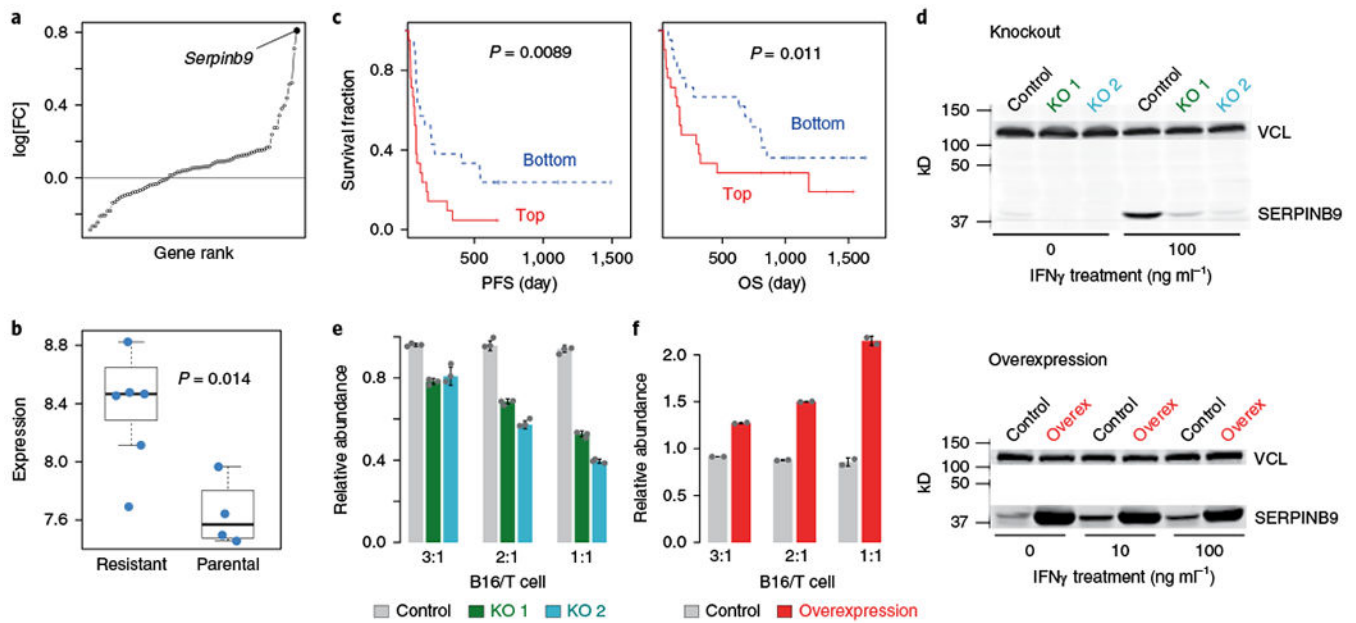 a
0.8
Serpinb9
0.4
0.0
log[FC]
Gene rank
b
8.8
8.4
8.0
7.6
Expression
P = 0.014
Resistant
Parental
c
0.8
0.4
0.0
Survival fraction
P = 0.0089
Bottom
Top
500
1,000
1,500
PFS (day)
P = 0.011
Bottom
Top
500
1,000
1,500
OS (day)
d
Knockout
Control
KO 1
KO 2
Control
KO 1
KO 2
150
100
50
37
kD
VCL
SERPINB9
0
100
IFNγ treatment (ng ml⁻¹)
Overexpression
Control
Overex
Control
Overex
Control
Overex
150
100
50
37
kD
VCL
SERPINB9
0
10
100
IFNγ treatment (ng ml⁻¹)
e
0.8
0.4
0.0
Relative abundance
3:1
2:1
1:1
B16/T cell
Control
KO 1
KO 2
f
2.0
1.5
1.0
0.5
0.0
Relative abundance
3:1
2:1
1:1
B16/T cell
Control
Overexpression